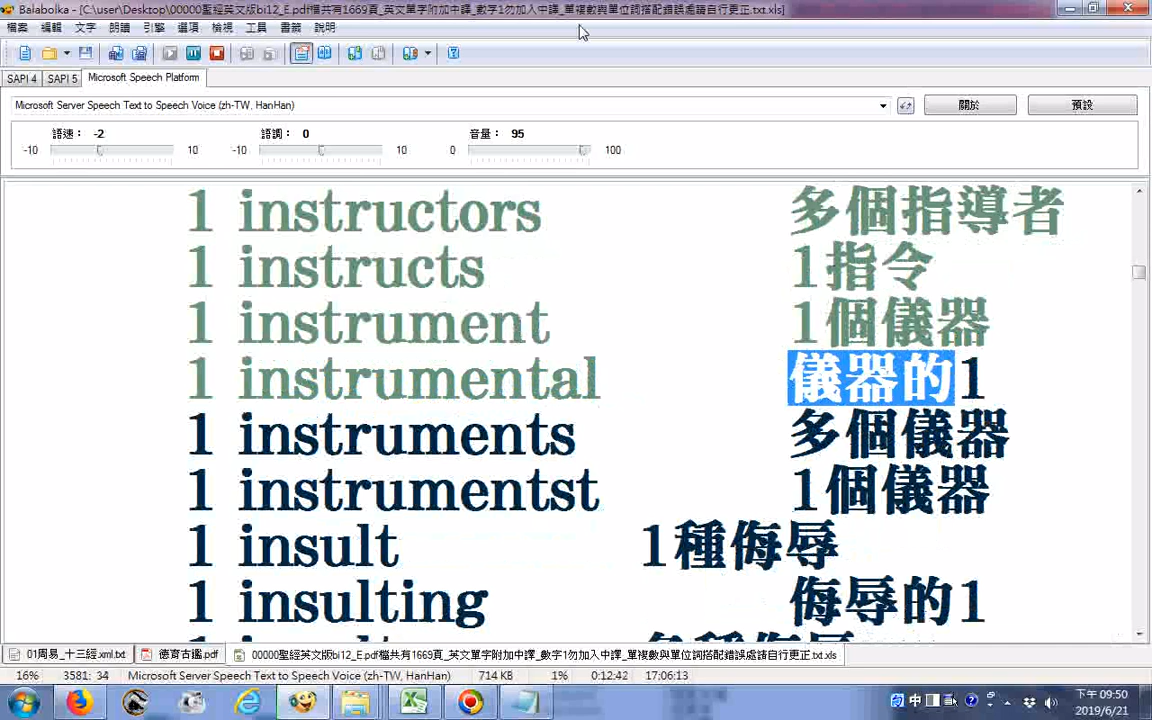 Balabolka - [C:\user\Desktop\00000聖經英文版bi12_E.pdf檔共有1669頁_英文單字附加中譯_數字1勿加入中譯_單複數與單位詞搭配錯誤處請自行更正.txt.xls]
檔案 編輯 文字 朗讀 引擎 選項 檢視 工具 書籤 說明
SAPI 4 SAPI 5 Microsoft Speech Platform
Microsoft Server Speech Text to Speech Voice (zh-TW, HanHan) 關於 預設
語速： -2 語調： 0 音量： 95
-10 10 -10 10 0 100
1 instructors 多個指導者
1 instructs 1指令
1 instrument 1個儀器
1 instrumental 儀器的1
1 instruments 多個儀器
1 instrumentst 1個儀器
1 insult 1種侮辱
1 insulting 侮辱的1
01周易_十三經.xml.txt 德育古鑑.pdf 00000聖經英文版bi12_E.pdf檔共有1669頁_英文單字附加中譯_數字1勿加入中譯_單複數與單位詞搭配錯誤處請自行更正.txt.xls
16% 3581: 34 Microsoft Server Speech Text to Speech Voice (zh-TW, HanHan) 714 KB 1% 0:12:42 17:06:13
中 下午 09:50
2019/6/21